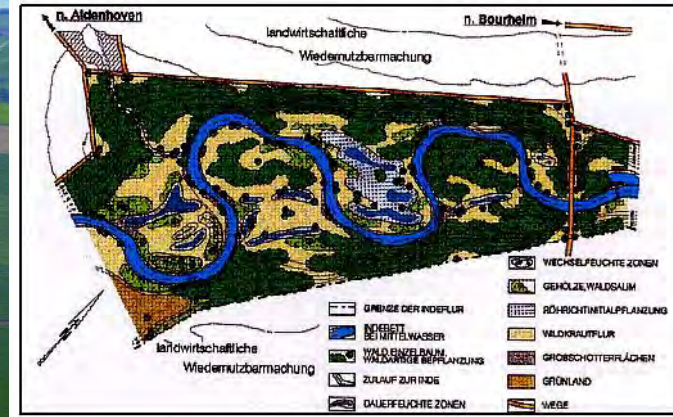 n. Aldenhoven
n. Bourheim
landwirtschaftliche
Wiedernutzbarmachung
landwirtschaftliche
Wiedernutzbarmachung
GRENZE DER INDEFLUR
INDEBETT
BEI MITTELWASSER
WALD, EINZELBAUM,
WALDARTIGE BEPFLANZUNG
ZULAUF ZUR INDE
DAUERFEUCHTE ZONEN
WECHSELFEUCHTE ZONEN
GEHÖLZE, WALDSAUM
RÖHRICHTINITIALPFLANZUNG
WILDKRAUTFLUR
GROBSCHOTTERFLÄCHEN
GRÜNLAND
WEGE